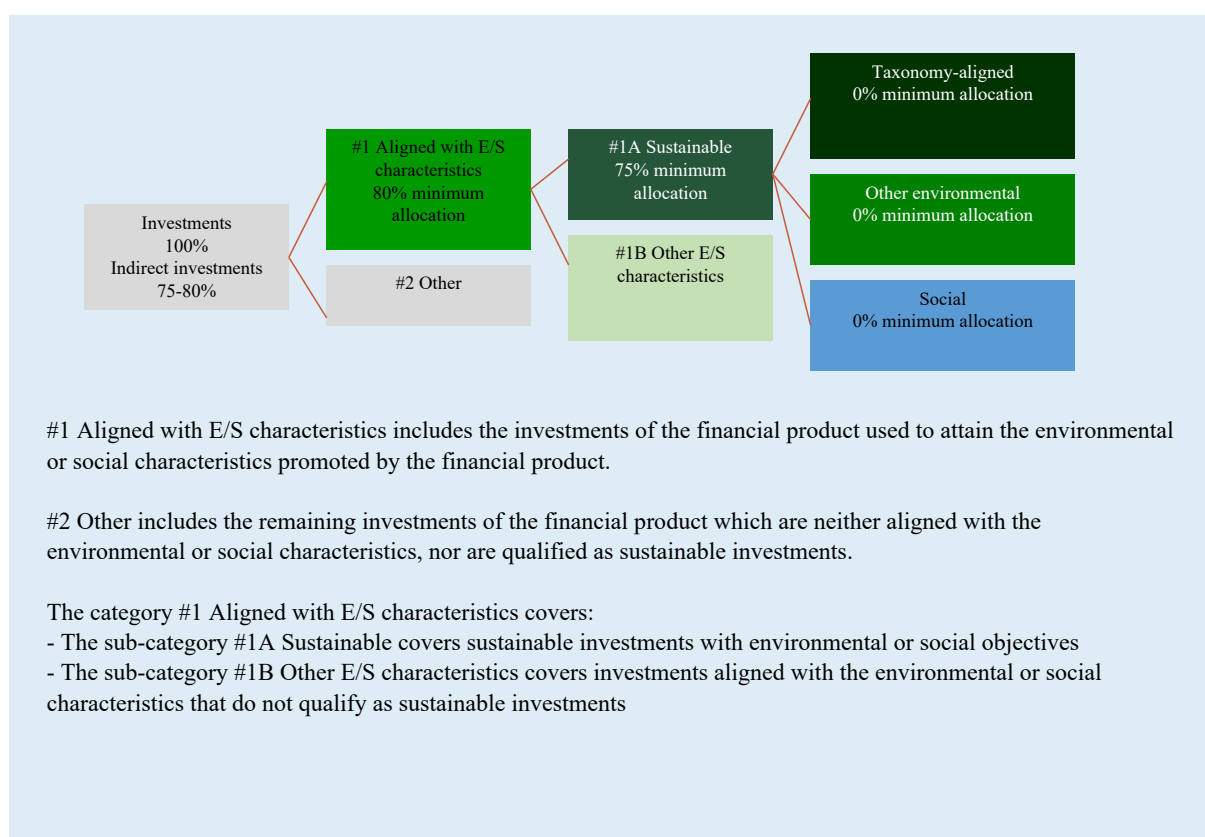 Investments
100%
Indirect investments
75-80%
#1 Aligned with E/S
characteristics
80% minimum
allocation
#2 Other
#1A Sustainable
75% minimum
allocation
#1B Other E/S
characteristics
Taxonomy-aligned
0% minimum allocation
Other environmental
0% minimum allocation
Social
0% minimum allocation
#1 Aligned with E/S characteristics includes the investments of the financial product used to attain the environmental
or social characteristics promoted by the financial product.
#2 Other includes the remaining investments of the financial product which are neither aligned with the
environmental or social characteristics, nor are qualified as sustainable investments.
The category #1 Aligned with E/S characteristics covers:
- The sub-category #1A Sustainable covers sustainable investments with environmental or social objectives
- The sub-category #1B Other E/S characteristics covers investments aligned with the environmental or social
characteristics that do not qualify as sustainable investments